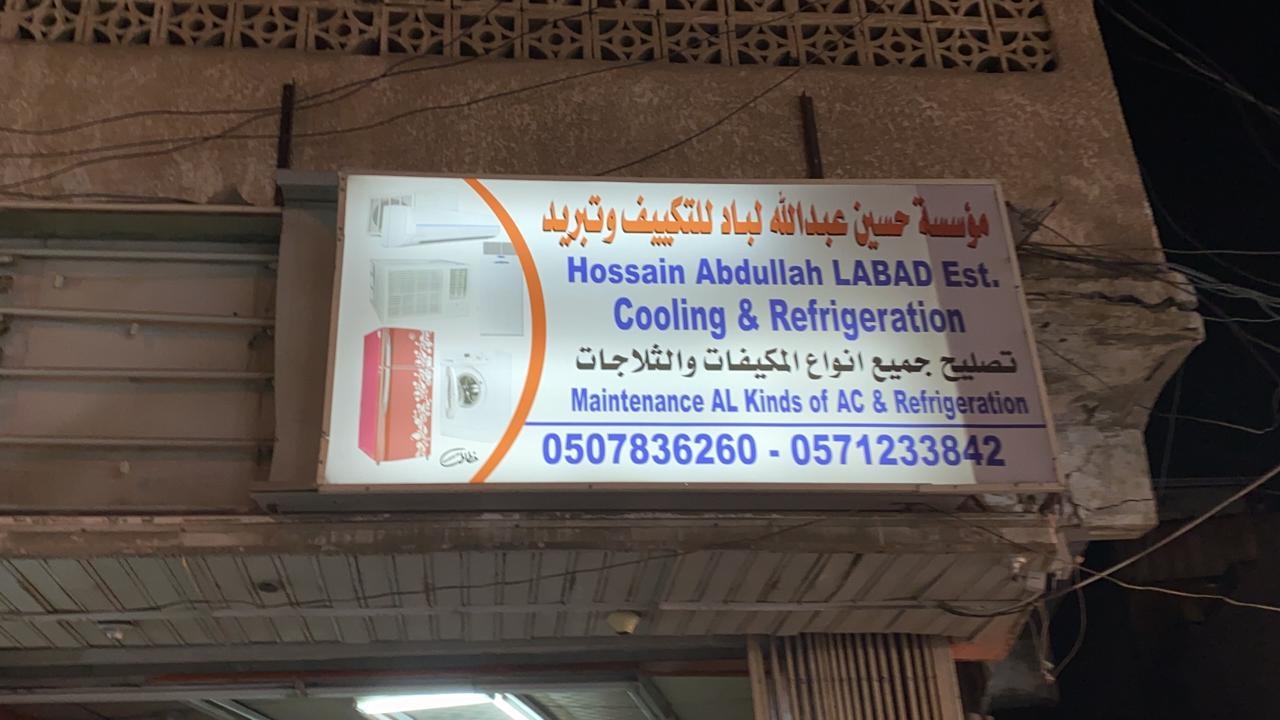 مؤسسة حسين عبدالله لباد للتكييف وتبريد
Hossain Abdullah LABAD Est.
Cooling & Refrigeration
تصليح جميع انواع المكيفات والثلاجات
Maintenance AL Kinds of AC & Refrigeration
0507836260 - 0571233842